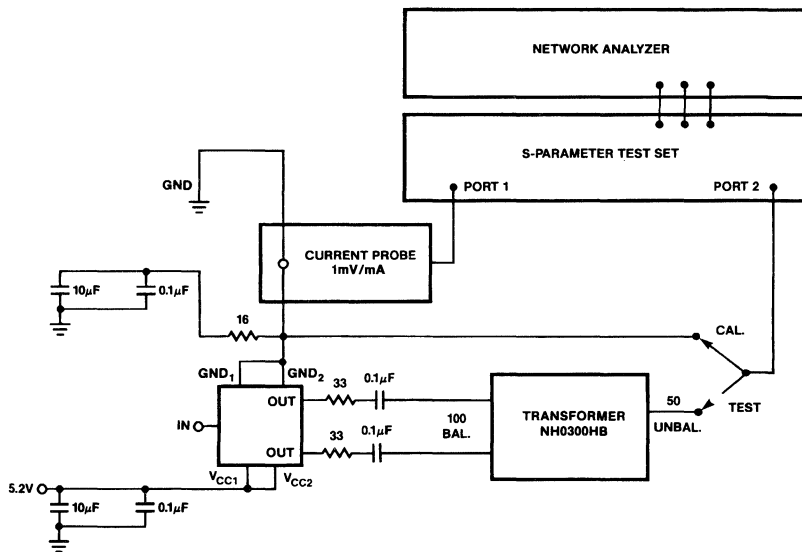 NETWORK ANALYZER
S-PARAMETER TEST SET
PORT 1
PORT 2
GND
CURRENT PROBE
1mV/mA
10μF
0.1μF
16
CAL.
GND1
GND2
OUT
33
0.1μF
IN
100
BAL.
TRANSFORMER
NH0300HB
50
UNBAL.
TEST
OUT
33
0.1μF
VCC1
VCC2
5.2V
10μF
0.1μF